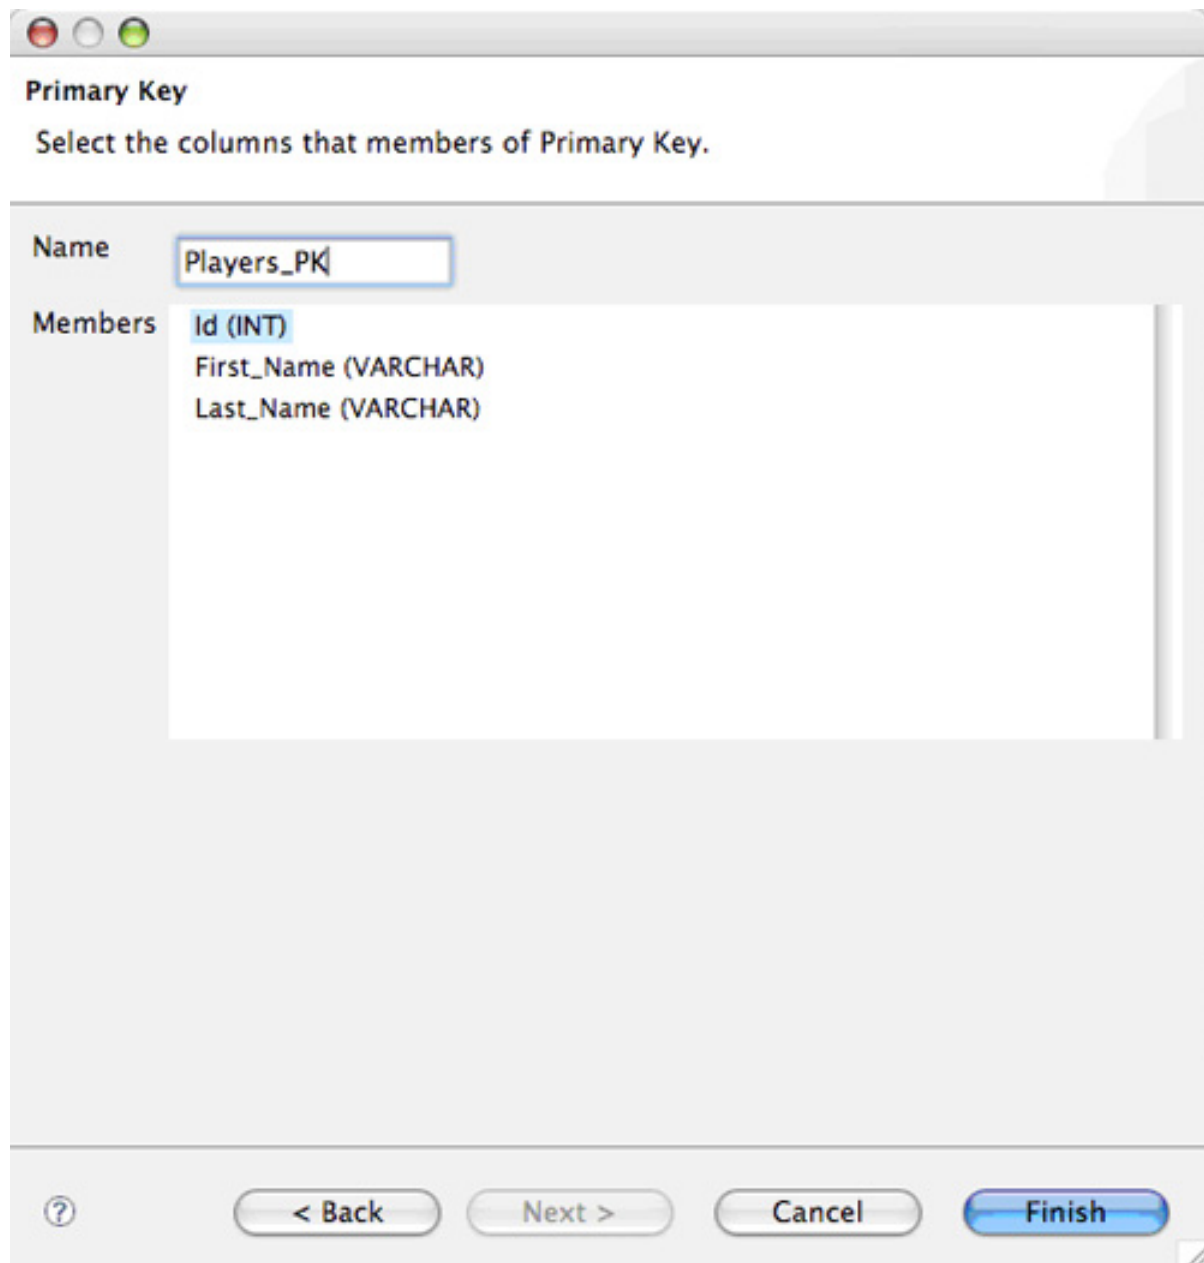 Primary Key
Select the columns that members of Primary Key.
Name
Players_PK
Members
Id (INT)
First_Name (VARCHAR)
Last_Name (VARCHAR)
?
< Back
Next >
Cancel
Finish